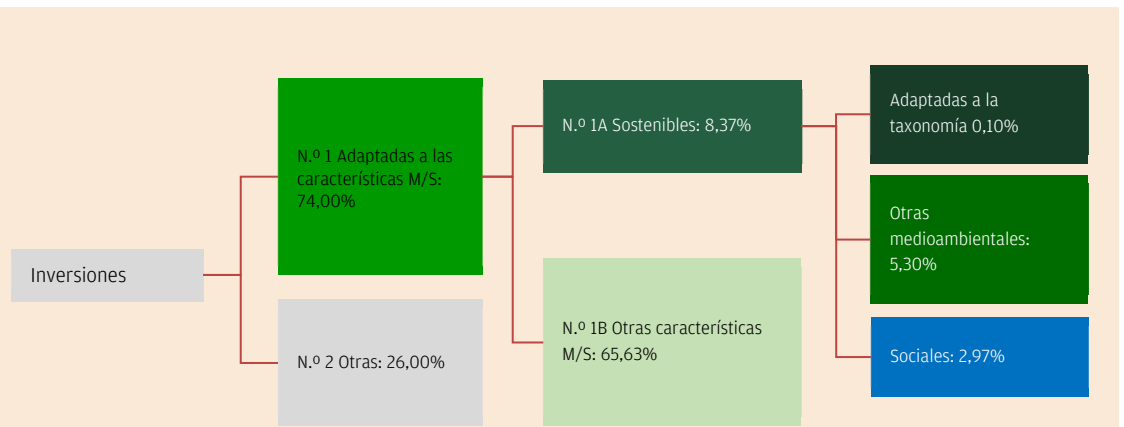 Inversiones
N.º 1 Adaptadas a las
características M/S:
74,00%
N.º 2 Otras: 26,00%
N.º 1A Sostenibles: 8,37%
N.º 1B Otras características
M/S: 65,63%
Adaptadas a la
taxonomía 0,10%
Otras
medioambientales:
5,30%
Sociales: 2,97%